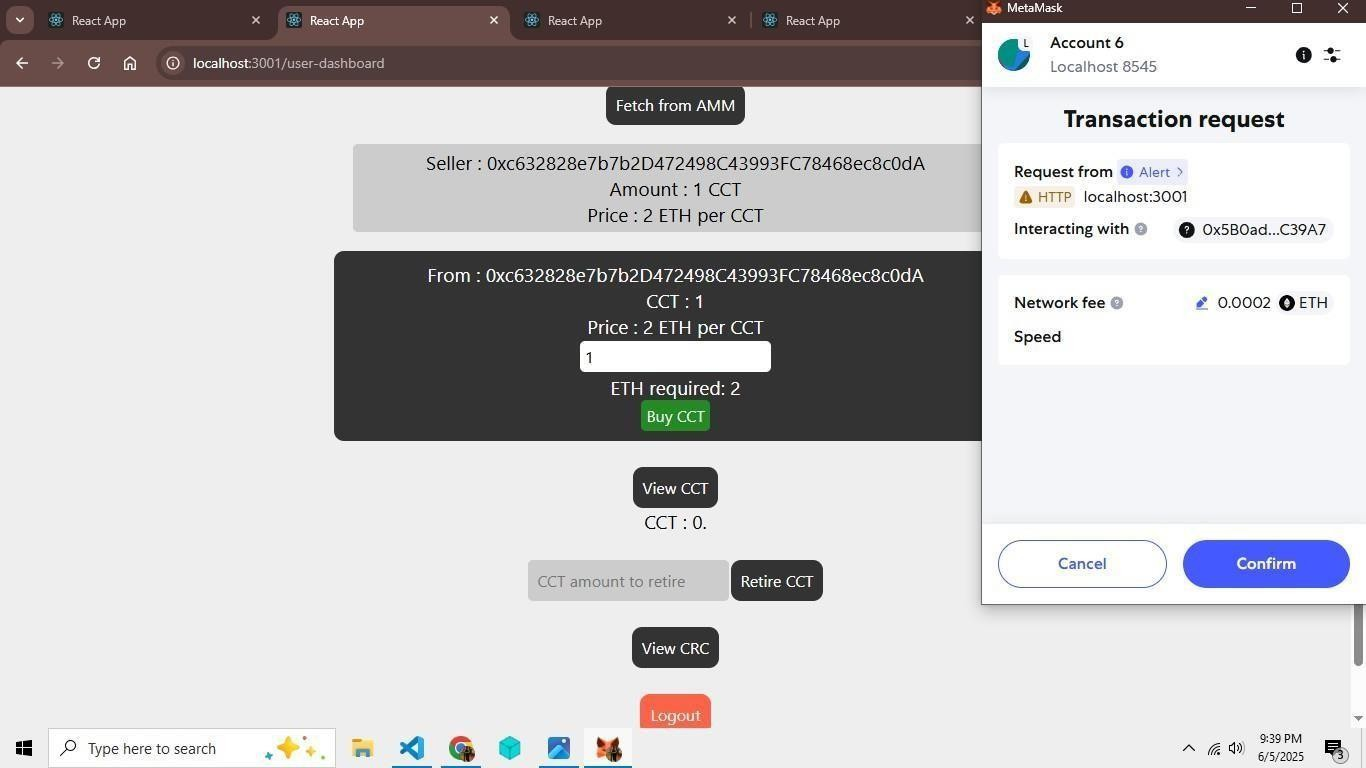 React App
React App
React App
React App
localhost:3001/user-dashboard
Fetch from AMM
Seller : 0xc632828e7b7b2D472498C43993FC78468ec8c0dA
Amount : 1 CCT
Price : 2 ETH per CCT
From : 0xc632828e7b7b2D472498C43993FC78468ec8c0dA
CCT : 1
Price : 2 ETH per CCT
1
ETH required: 2
Buy CCT
View CCT
CCT : 0.
CCT amount to retire Retire CCT
View CRC
Logout
MetaMask
L
Account 6
Localhost 8545
Transaction request
Request from Alert >
HTTP localhost:3001
Interacting with ? ? 0x5B0ad...C39A7
Network fee ? 0.0002 ETH
Speed
Cancel Confirm
Type here to search
9:39 PM
6/5/2025
3